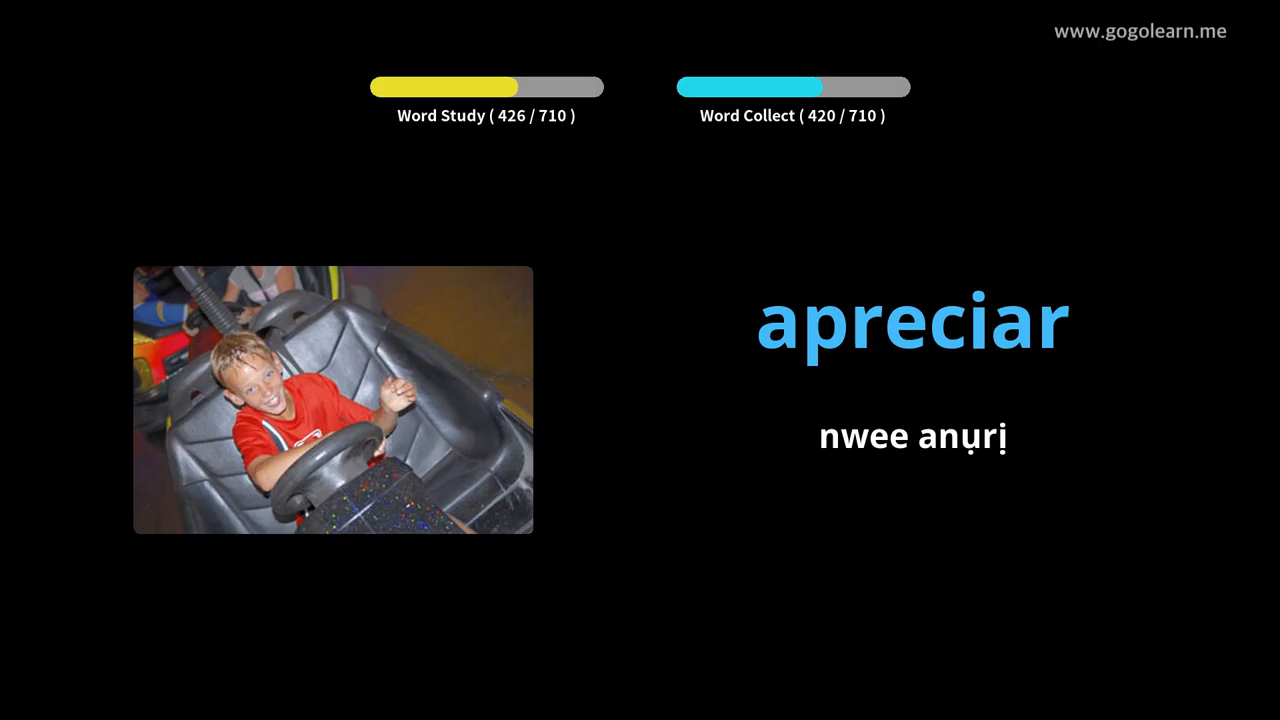 www.gogolearn.me
Word Study ( 426 / 710 )
Word Collect ( 420 / 710 )
apreciar
nwee anụrị